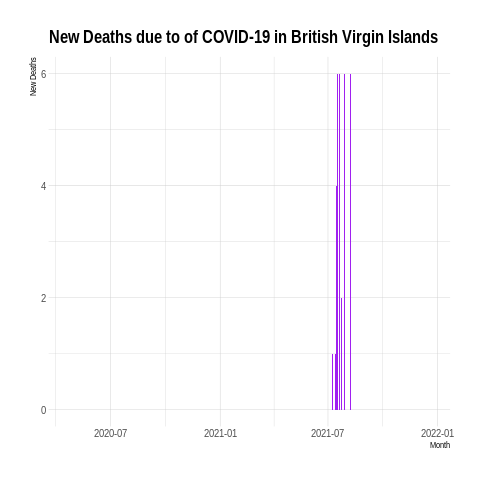 New Deaths due to of COVID-19 in British Virgin Islands
New Deaths
6
4
2
0
2020-07 2021-01 2021-07 2022-01
Month